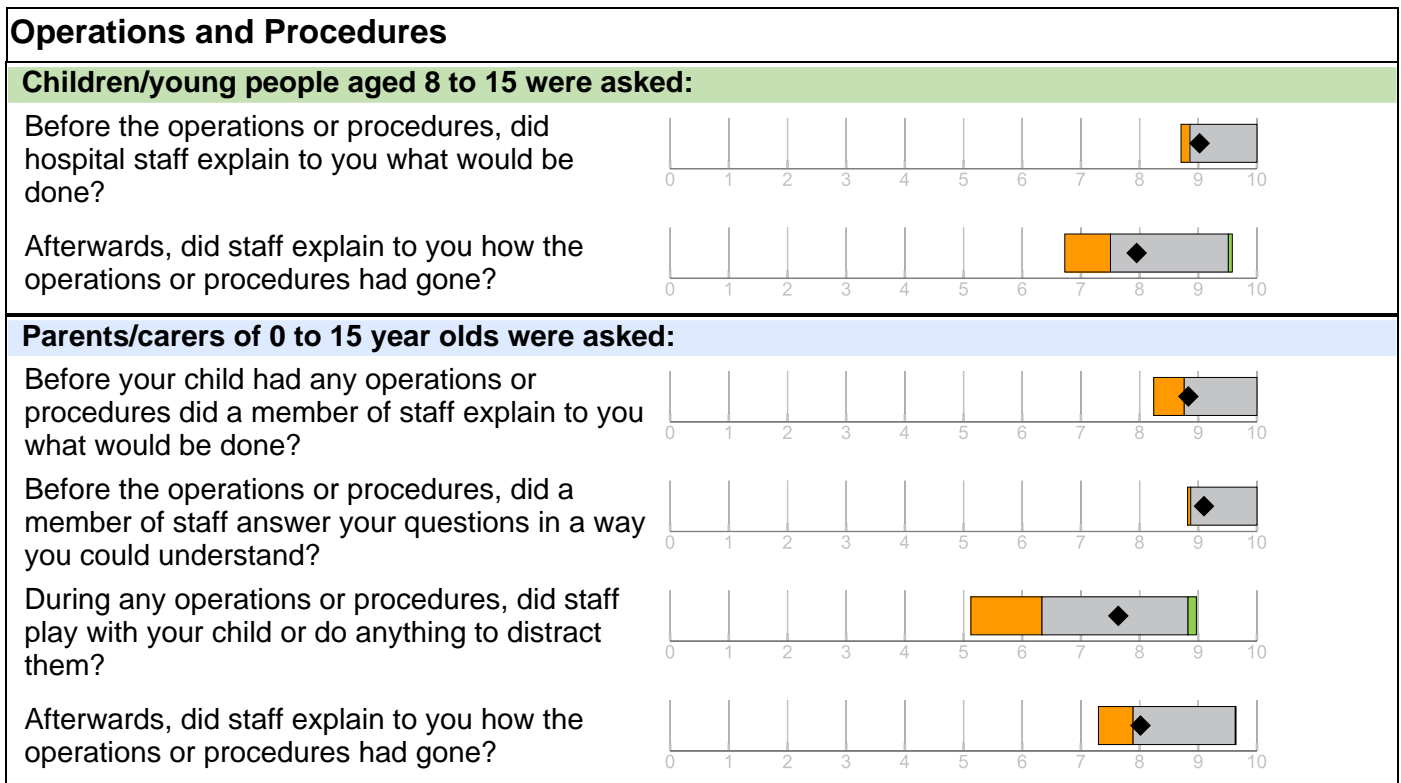 Operations and Procedures
Children/young people aged 8 to 15 were asked:
Before the operations or procedures, did
hospital staff explain to you what would be
done?
0 1 2 3 4 5 6 7 8 9 10
Afterwards, did staff explain to you how the
operations or procedures had gone?
0 1 2 3 4 5 6 7 8 9 10
Parents/carers of 0 to 15 year olds were asked:
Before your child had any operations or
procedures did a member of staff explain to you
what would be done?
0 1 2 3 4 5 6 7 8 9 10
Before the operations or procedures, did a
member of staff answer your questions in a way
you could understand?
0 1 2 3 4 5 6 7 8 9 10
During any operations or procedures, did staff
play with your child or do anything to distract
them?
0 1 2 3 4 5 6 7 8 9 10
Afterwards, did staff explain to you how the
operations or procedures had gone?
0 1 2 3 4 5 6 7 8 9 10